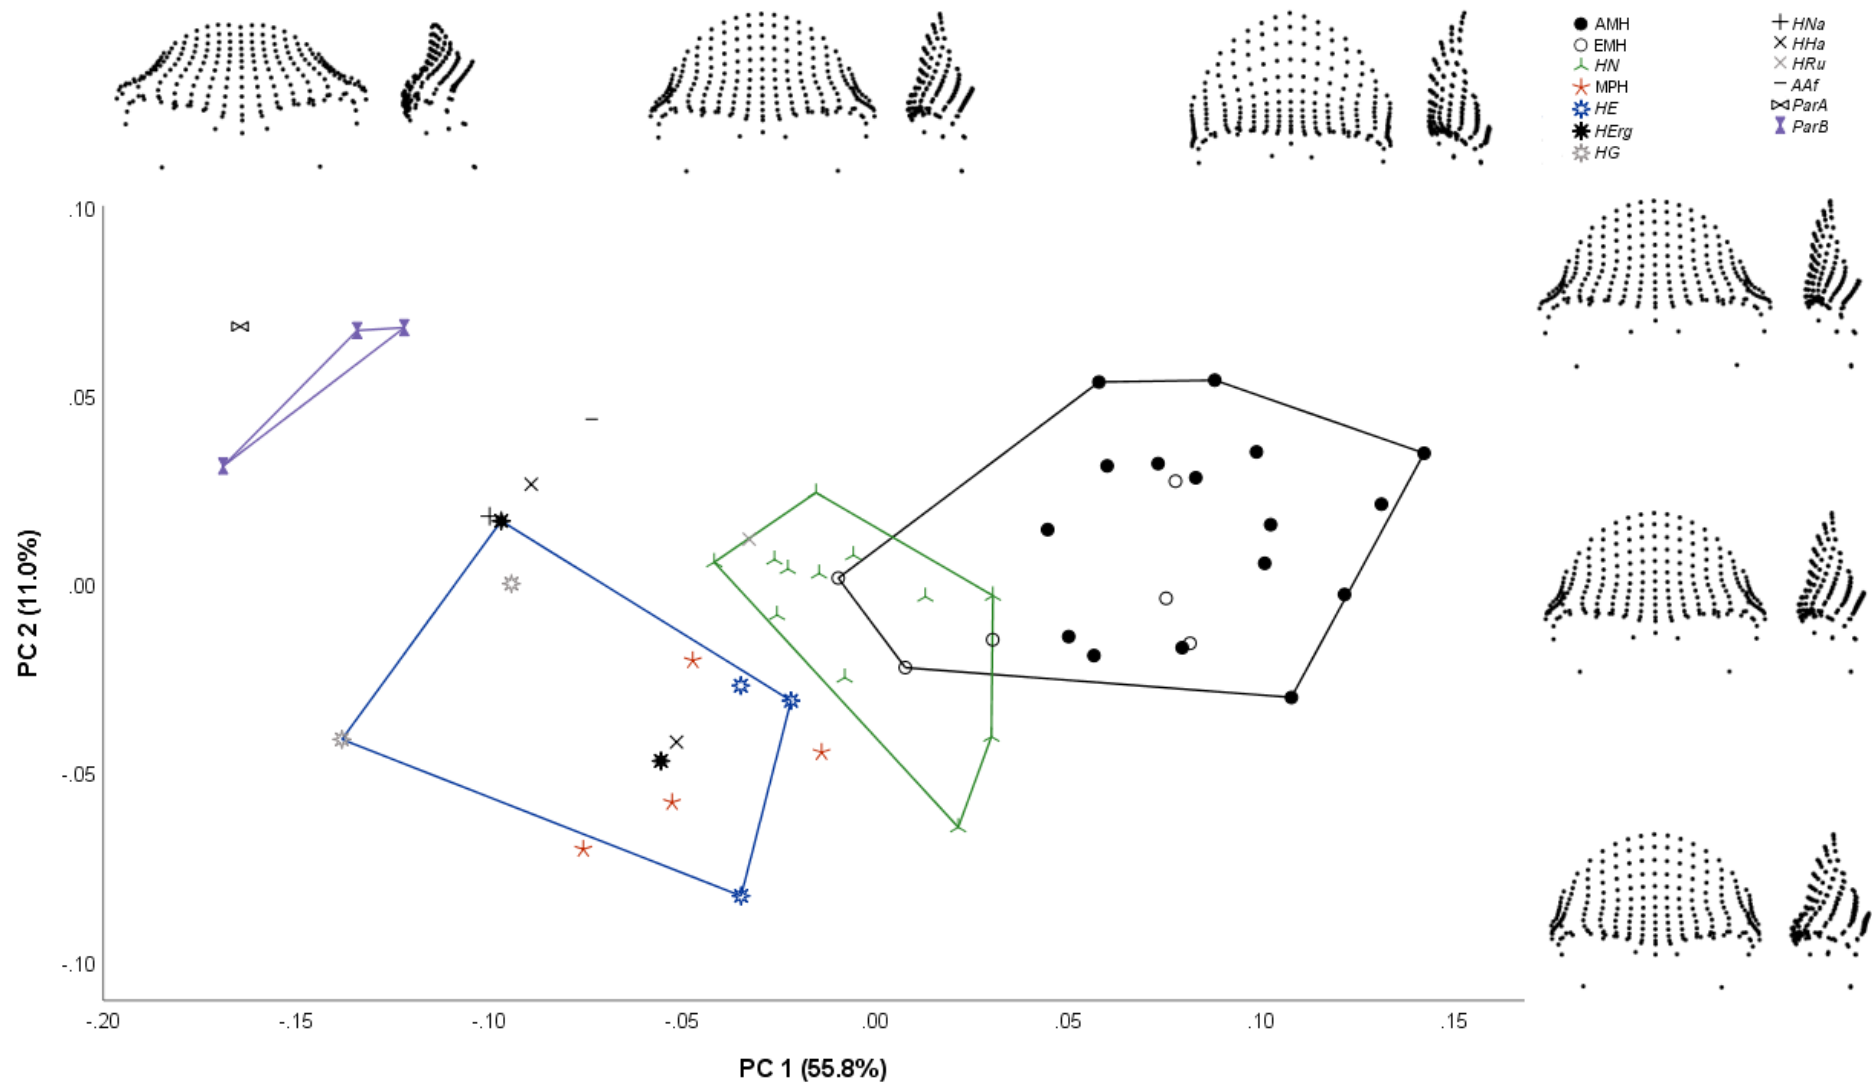 AMH
EMH
HN
MPH
HE
HErg
HG
HNa
HHa
HRu
AAf
ParA
ParB
.10
.05
.00
-.05
-.10
PC 2 (11.0%)
-.20 -.15 -.10 -.05 .00 .05 .10 .15
PC 1 (55.8%)